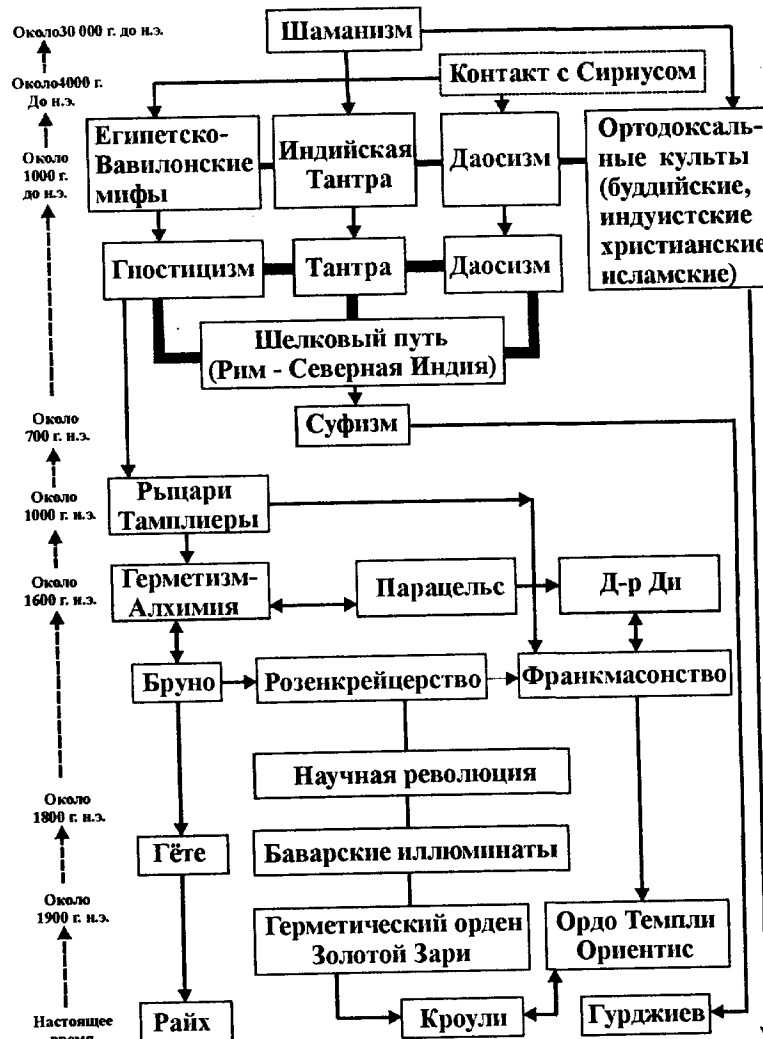 Около30 000 г. до н.э.
Шаманизм
Около4000 г.
До н.э.
Контакт с Сириусом
Около
1000 г.
до н.э.
Египетско-
Вавилонские
мифы
Индийская
Тантра
Даосизм
Ортодоксаль-
ные культы
(буддийские,
индуистские
христианские
исламские)
Гностицизм
Тантра
Даосизм
Шелковый путь
(Рим - Северная Индия)
Около
700 г. н.э.
Суфизм
Около
1000 г. н.э.
Рыцари
Тамплиеры
Около
1600 г. н.э.
Герметизм-
Алхимия
Парацельс
Д-р Ди
Бруно
Розенкрейцерство
Франкмасонство
Научная революция
Около
1800 г. н.э.
Гёте
Баварские иллюминаты
Около
1900 г. н.э.
Герметический орден
Золотой Зари
Ордо Темпли
Ориентис
Настоящее
время
Райх
Кроули
Гурджиев